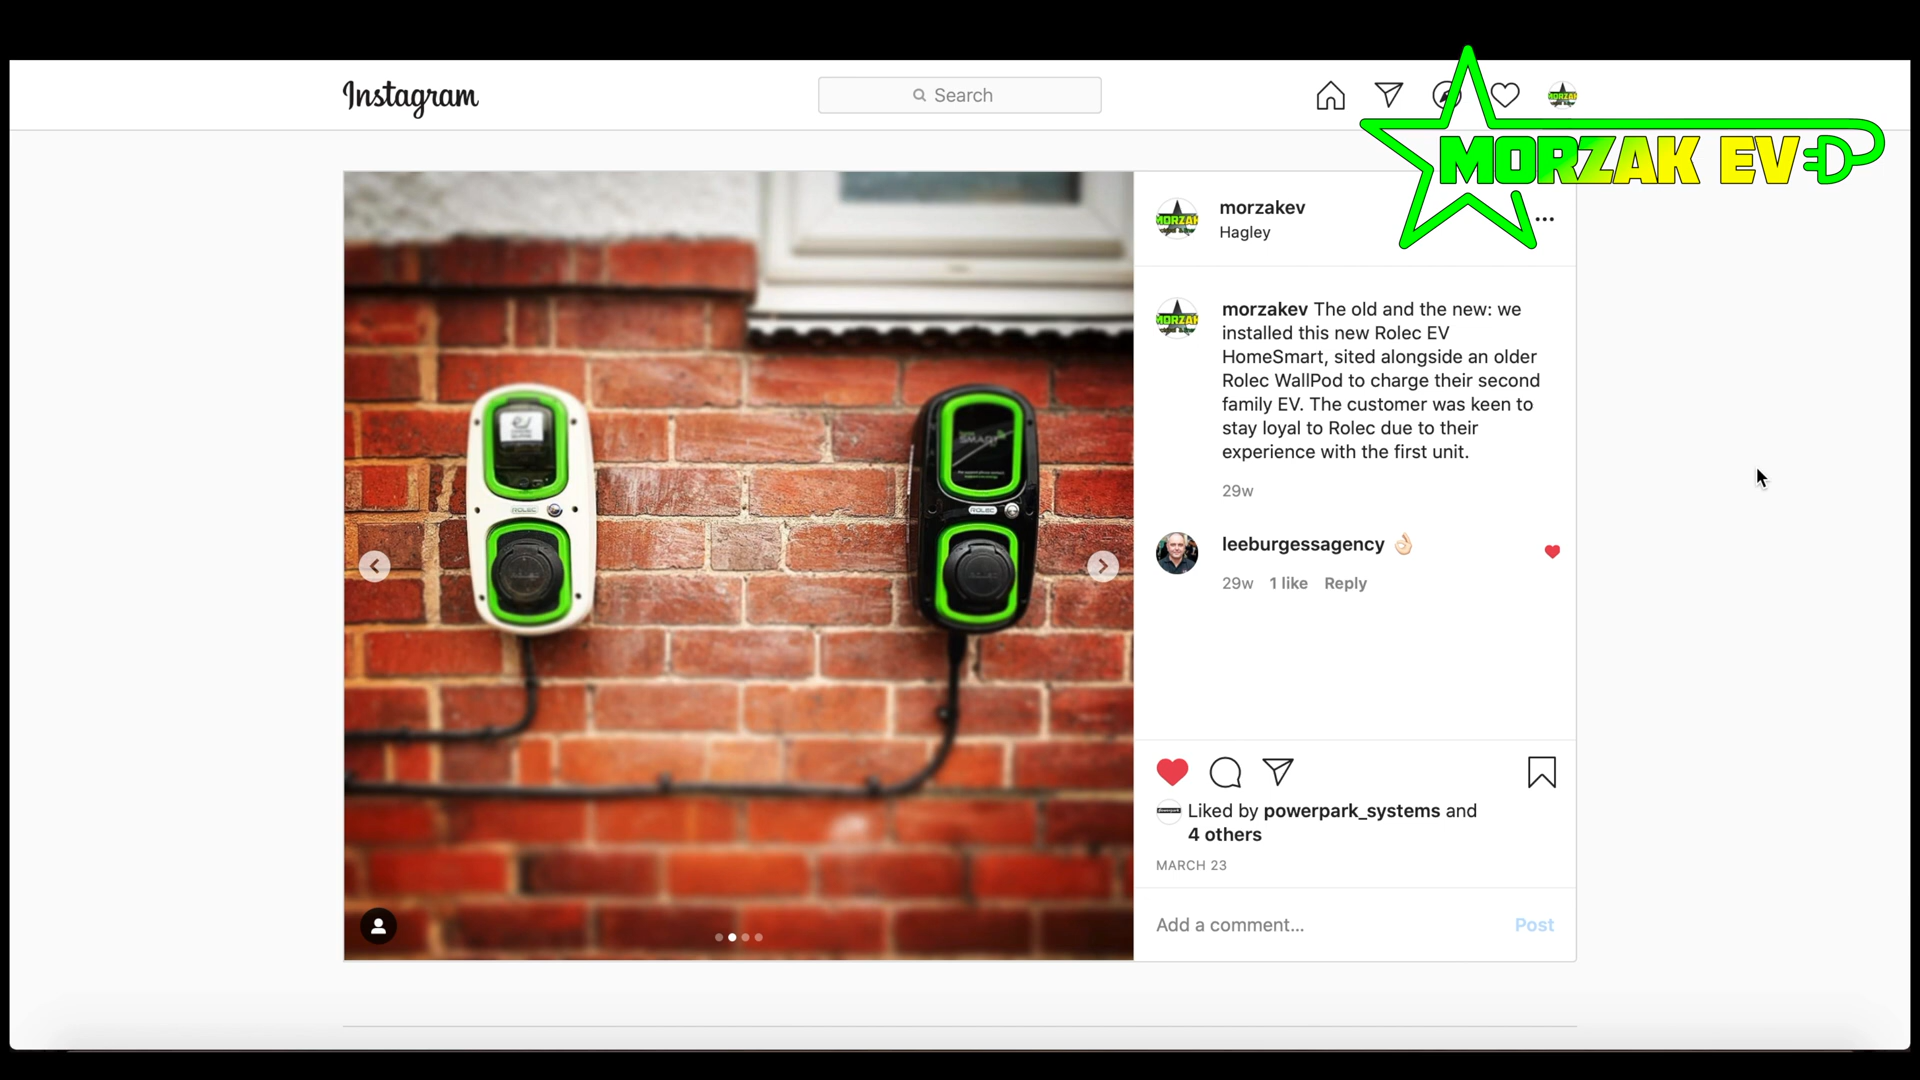 Instagram
Search
MORZAK EV
morzakev
Hagley
morzakev The old and the new: we
installed this new Rolec EV
HomeSmart, sited alongside an older
Rolec WallPod to charge their second
family EV. The customer was keen to
stay loyal to Rolec due to their
experience with the first unit.
29w
leeburgessagency 👌🏻
29w 1 like Reply
SMART
ROLEC
ROLEC
Liked by powerpark_systems and
4 others
MARCH 23
Add a comment...
Post